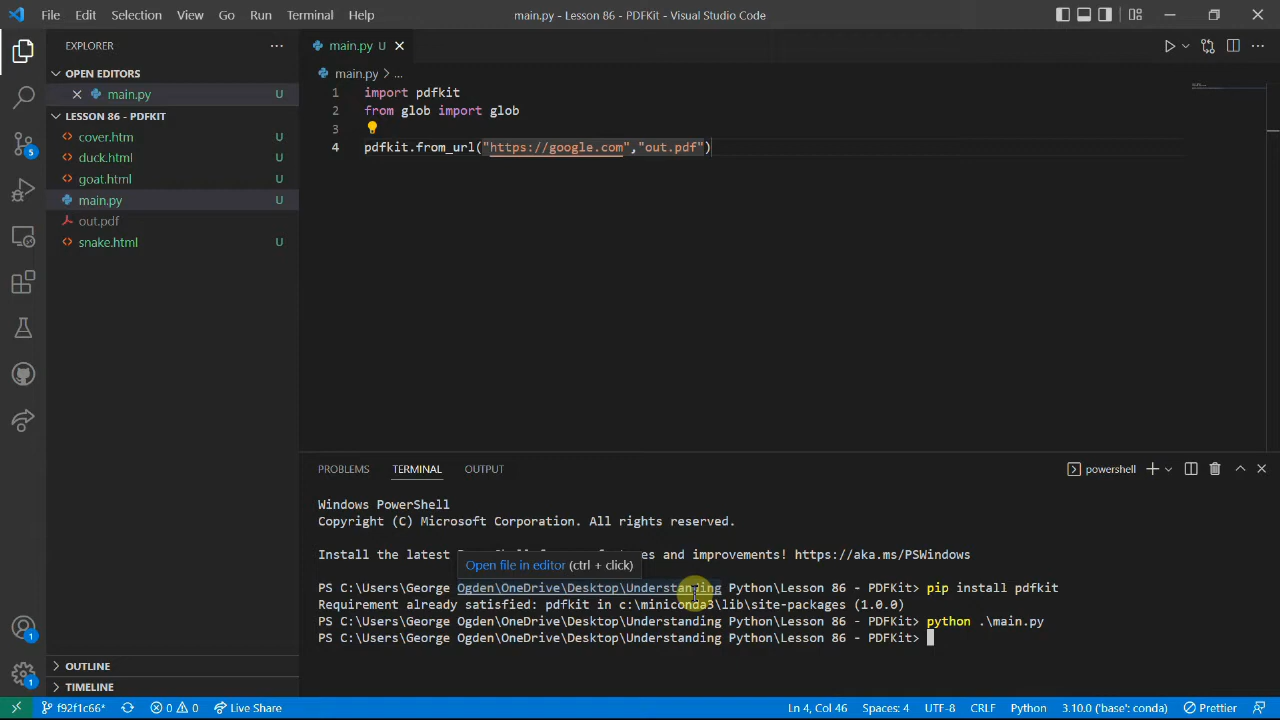 File Edit Selection View Go Run Terminal Help main.py - Lesson 86 - PDFKit - Visual Studio Code
EXPLORER
main.py U
OPEN EDITORS
main.py > ...
main.py U
LESSON 86 - PDFKIT
1 import pdfkit
2 from glob import glob
3
4 pdfkit.from_url("https://google.com","out.pdf")
cover.htm U
duck.html U
goat.html U
main.py U
out.pdf
snake.html U
5
PROBLEMS TERMINAL OUTPUT powershell
Windows PowerShell
Copyright (C) Microsoft Corporation. All rights reserved.
Install the latest es and improvements! https://aka.ms/PSWindows
Open file in editor (ctrl + click)
PS C:\Users\George Ogden\OneDrive\Desktop\Understanding Python\Lesson 86 - PDFKit> pip install pdfkit
Requirement already satisfied: pdfkit in c:\miniconda3\lib\site-packages (1.0.0)
PS C:\Users\George Ogden\OneDrive\Desktop\Understanding Python\Lesson 86 - PDFKit> python .\main.py
PS C:\Users\George Ogden\OneDrive\Desktop\Understanding Python\Lesson 86 - PDFKit>
1
OUTLINE
1
TIMELINE
f92f1c66* 0 0 Live Share Ln 4, Col 46 Spaces: 4 UTF-8 CRLF Python 3.10.0 ('base': conda) Prettier